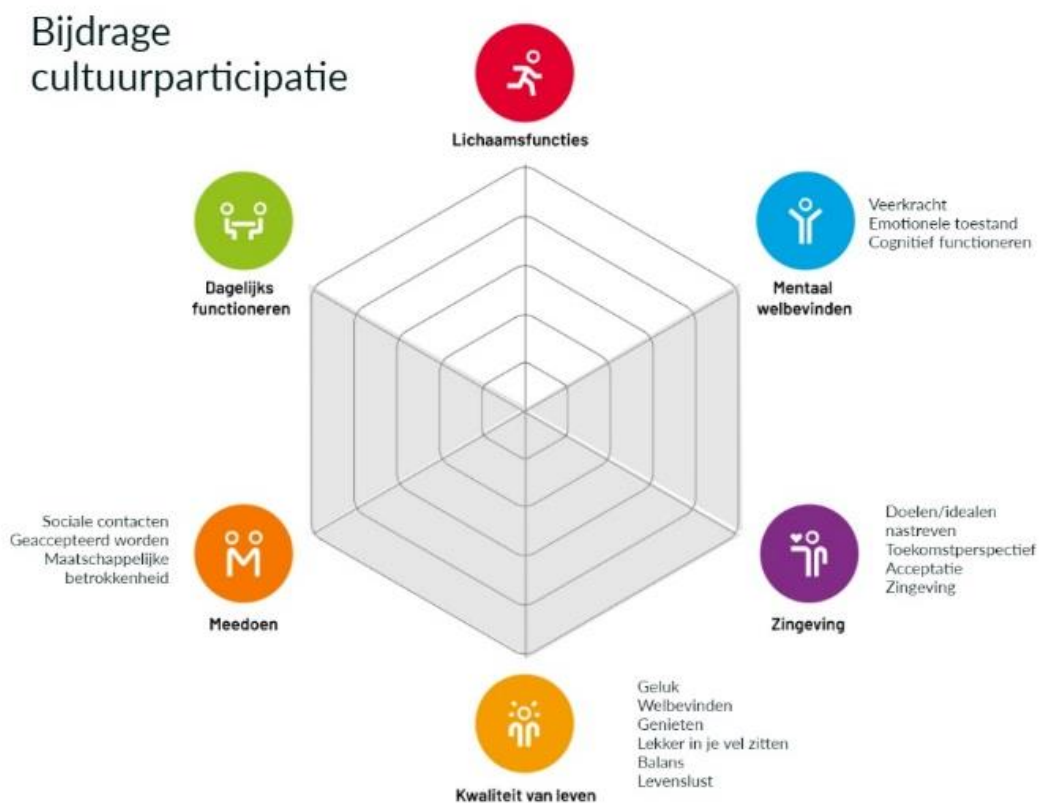 Bijdrage
cultuurparticipatie
Lichaamsfuncties
Dagelijks
functioneren
Mentaal
welbevinden
Veerkracht
Emotionele toestand
Cognitief functioneren
Sociale contacten
Geaccepteerd worden
Maatschappelijke
betrokkenheid
Meedoen
Zingeving
Doelen/idealen
nastreven
Toekomstperspectief
Acceptatie
Zingeving
Kwaliteit van leven
Geluk
Welbevinden
Genieten
Lekker in je vel zitten
Balans
Levenslust